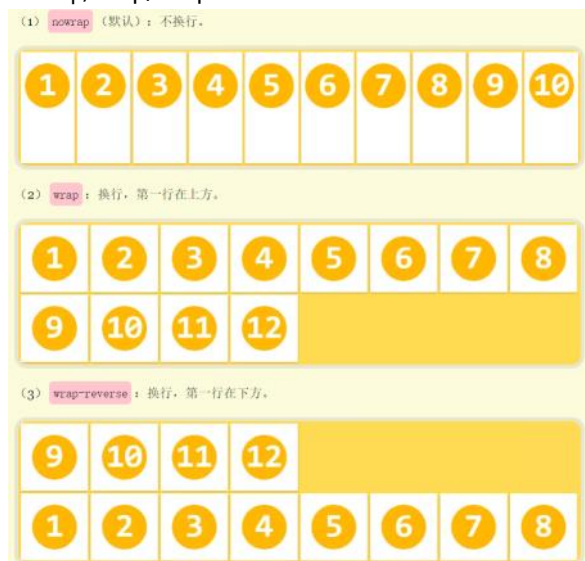 (1) nowrap (默认)：不换行。
1 2 3 4 5 6 7 8 9 10
(2) wrap：换行，第一行在上方。
1 2 3 4 5 6 7 8
9 10 11 12
(3) wrap-reverse：换行，第一行在下方。
9 10 11 12
1 2 3 4 5 6 7 8